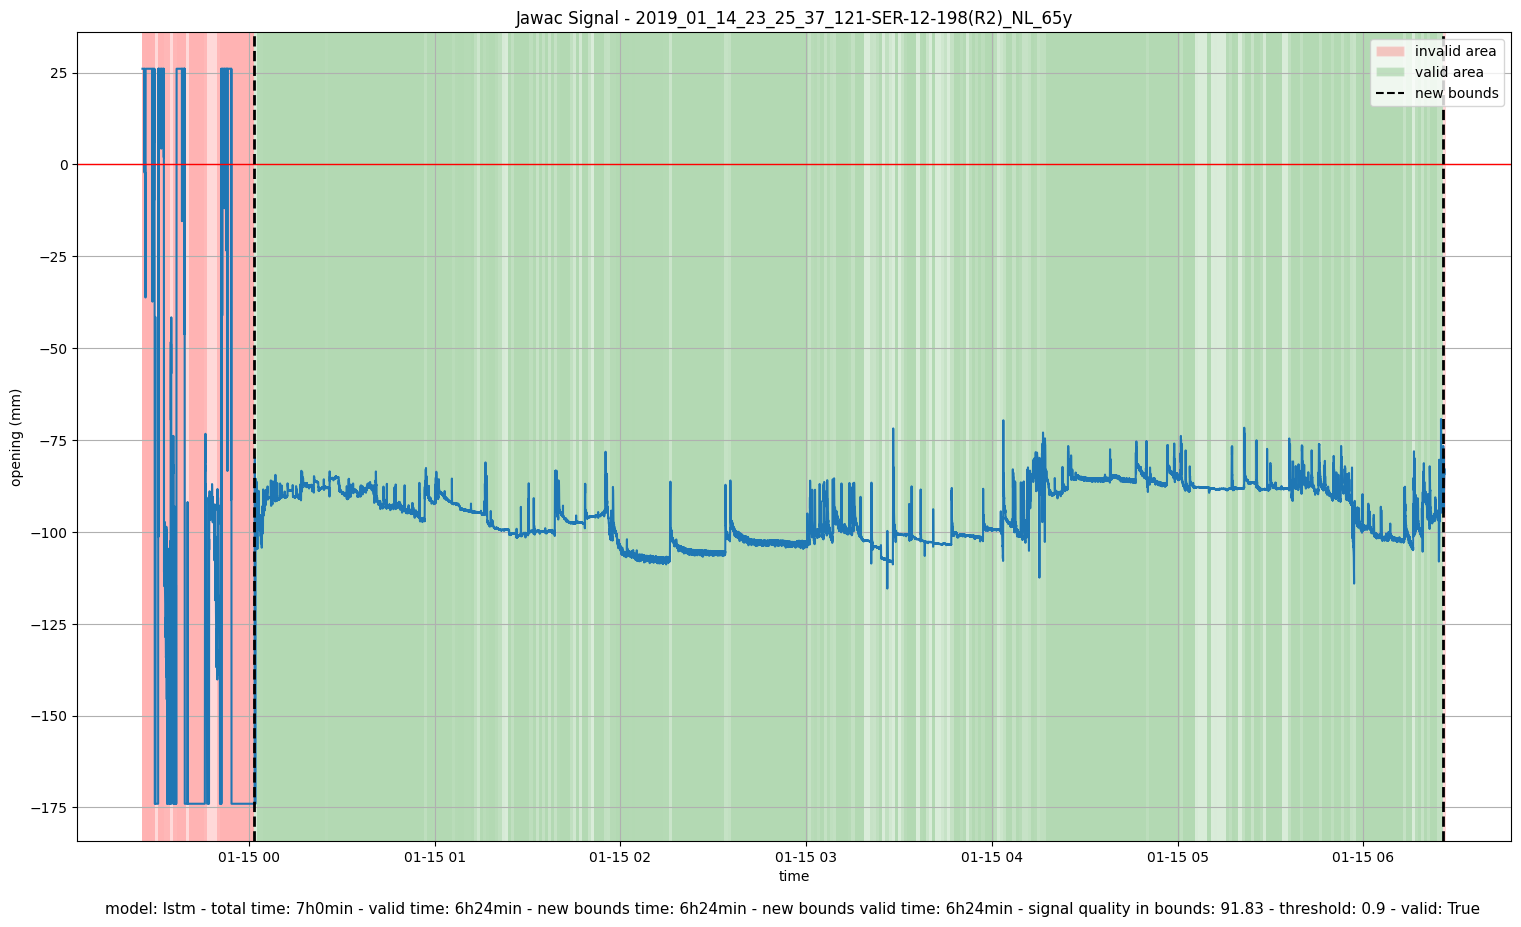 Jawac Signal - 2019_01_14_23_25_37_121-SER-12-198(R2)_NL_65y
invalid area
valid area
new bounds
25
0
−25
−50
−75
−100
−125
−150
−175
opening (mm)
01-15 00
01-15 01
01-15 02
01-15 03
01-15 04
01-15 05
01-15 06
time
model: lstm - total time: 7h0min - valid time: 6h24min - new bounds time: 6h24min - new bounds valid time: 6h24min - signal quality in bounds: 91.83 - threshold: 0.9 - valid: True